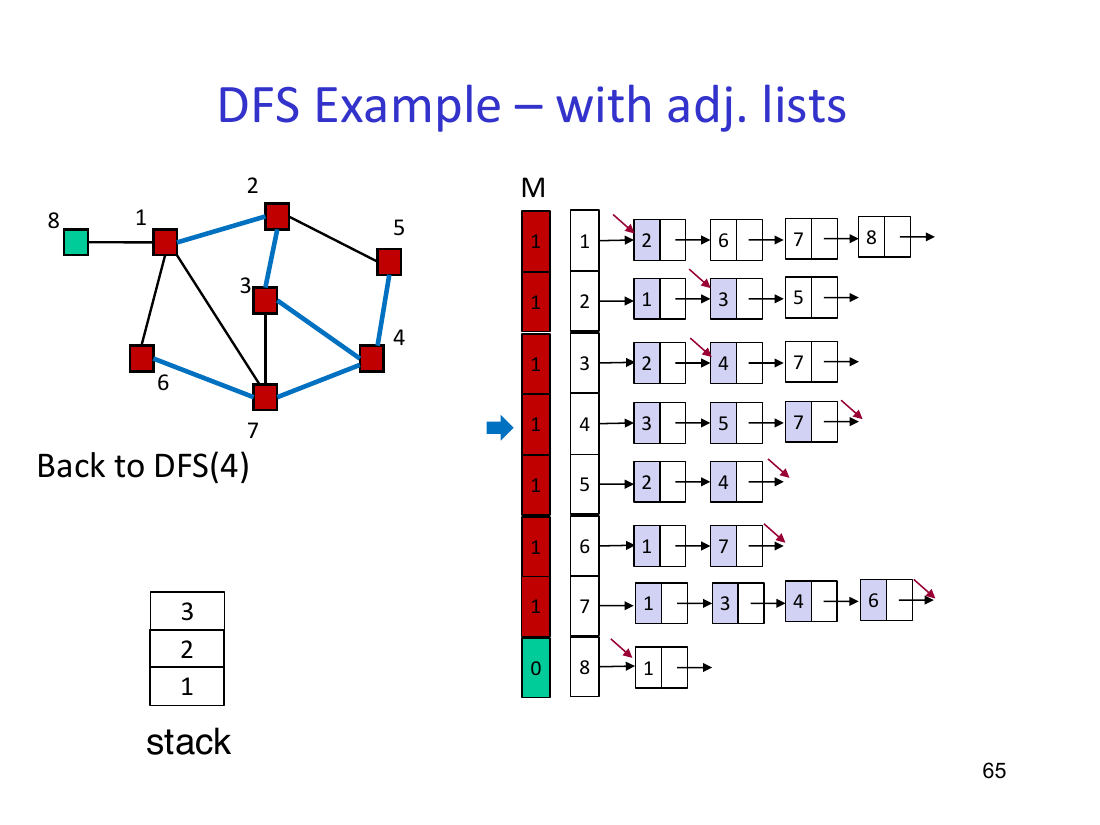 DFS Example – with adj. lists
M
2
8
1
5
3
4
6
7
Back to DFS(4)
3
2
1
stack
1 1 2 6 7 8
1 2 1 3 5
1 3 2 4 7
1 4 3 5 7
1 5 2 4
1 6 1 7
1 7 1 3 4 6
0 8 1
65